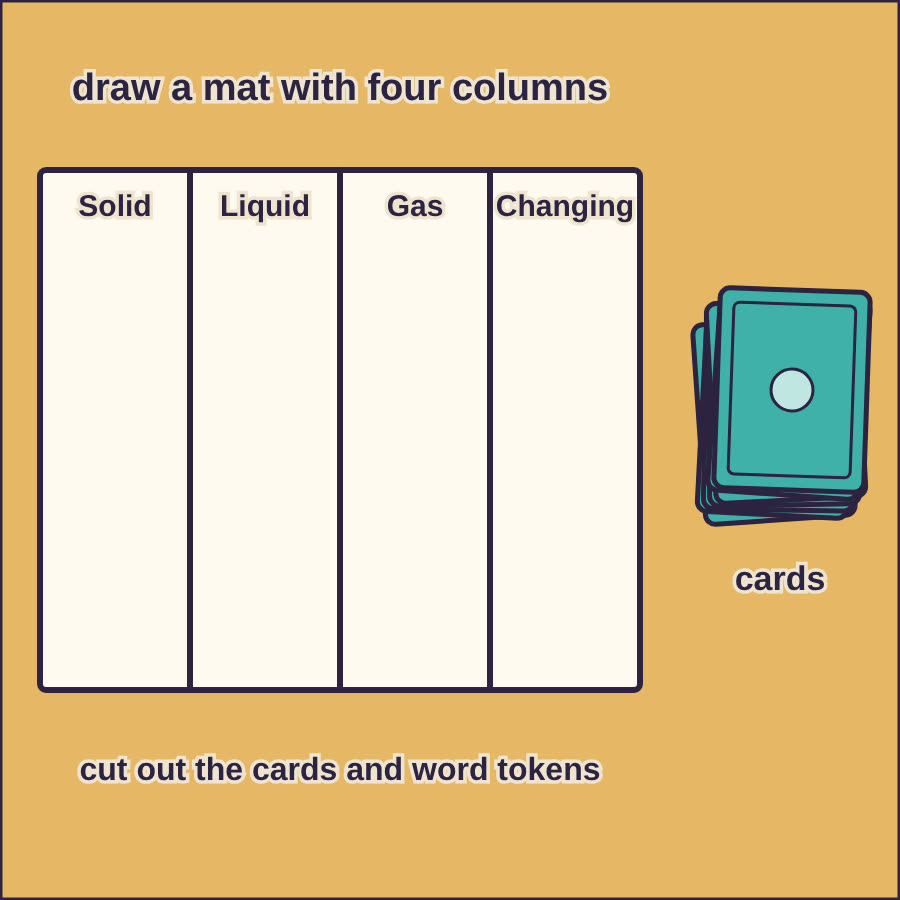 draw a mat with four columns
Solid
Liquid
Gas
Changing
cards
cut out the cards and word tokens